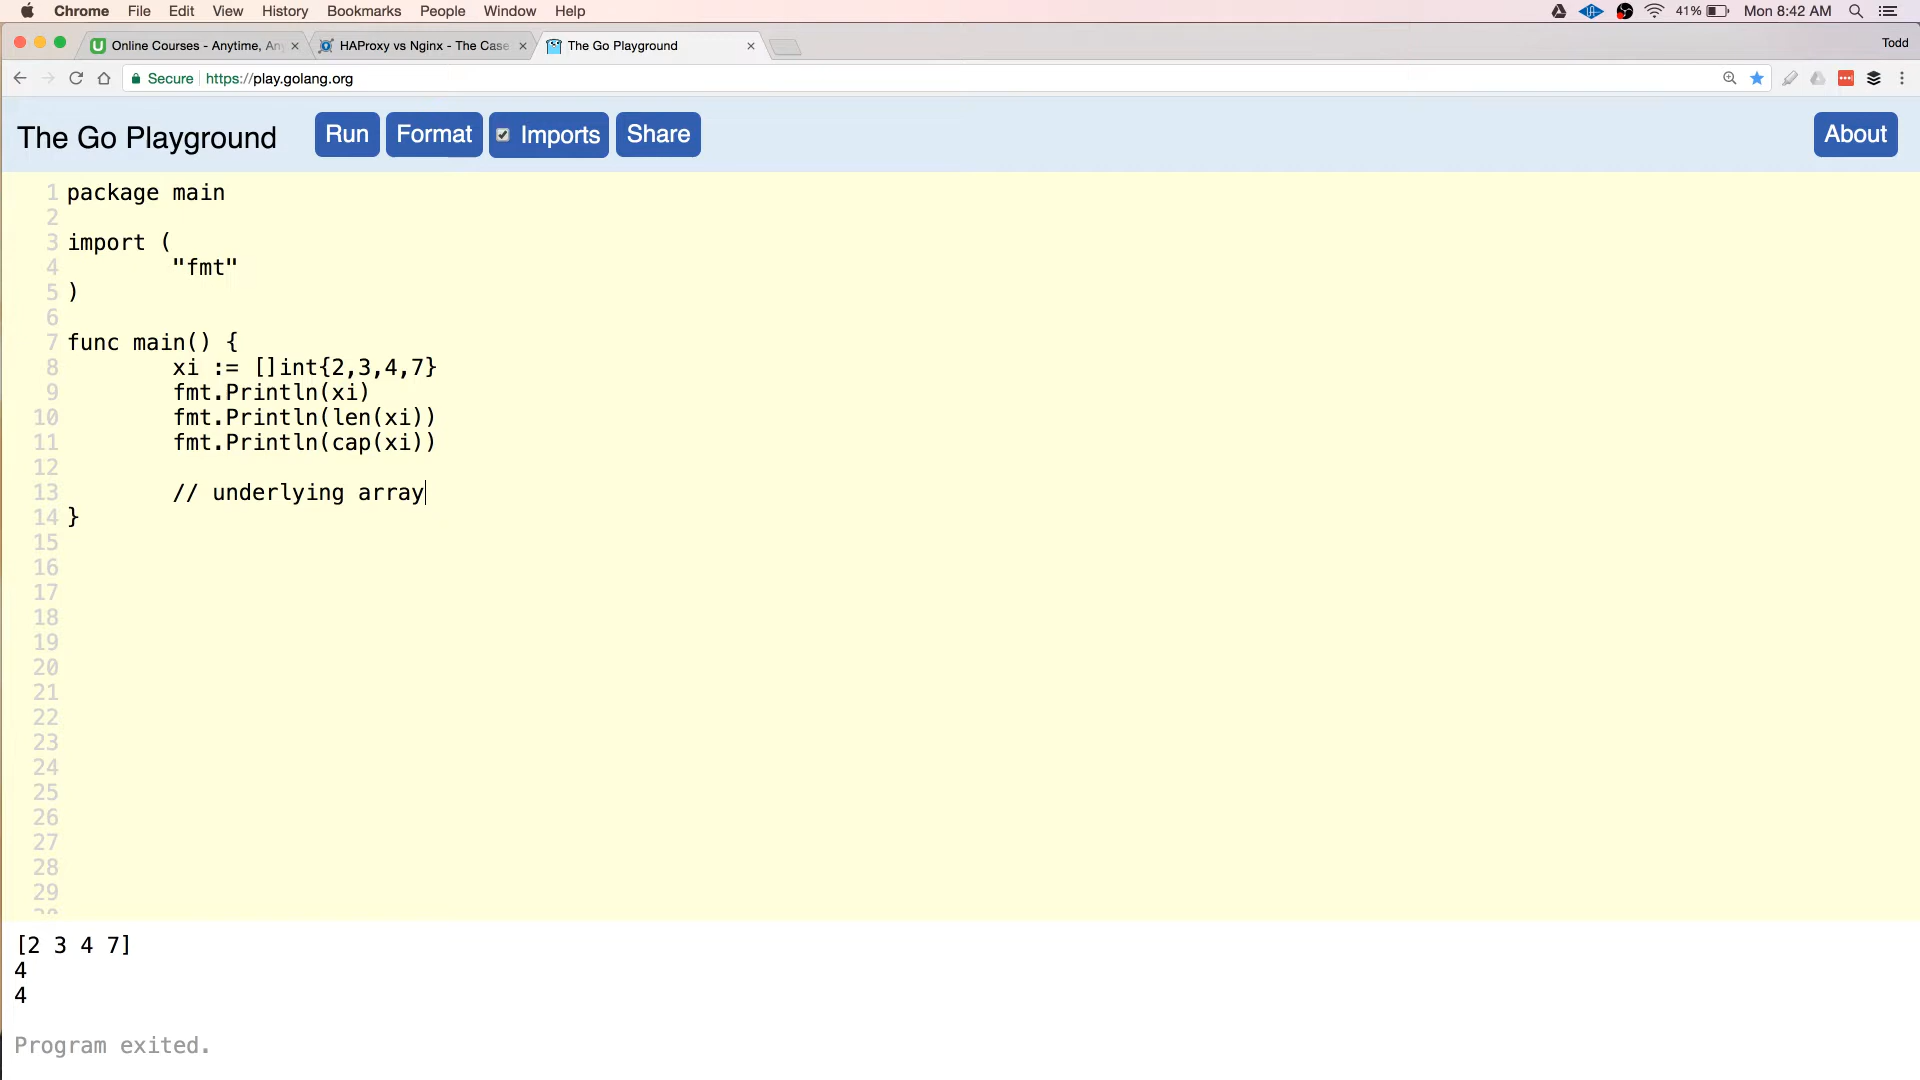 Chrome File Edit View History Bookmarks People Window Help 41% Mon 8:42 AM
Online Courses - Anytime, An HAProxy vs Nginx - The Case The Go Playground Todd
Secure https://play.golang.org
The Go Playground Run Format Imports Share About
1 package main
2
3 import (
4 "fmt"
5 )
6
7 func main() {
8 xi := []int{2,3,4,7}
9 fmt.Println(xi)
10 fmt.Println(len(xi))
11 fmt.Println(cap(xi))
12
13 // underlying array
14 }
15
16
17
18
19
20
21
22
23
24
25
26
27
28
29
[2 3 4 7]
4
4
Program exited.